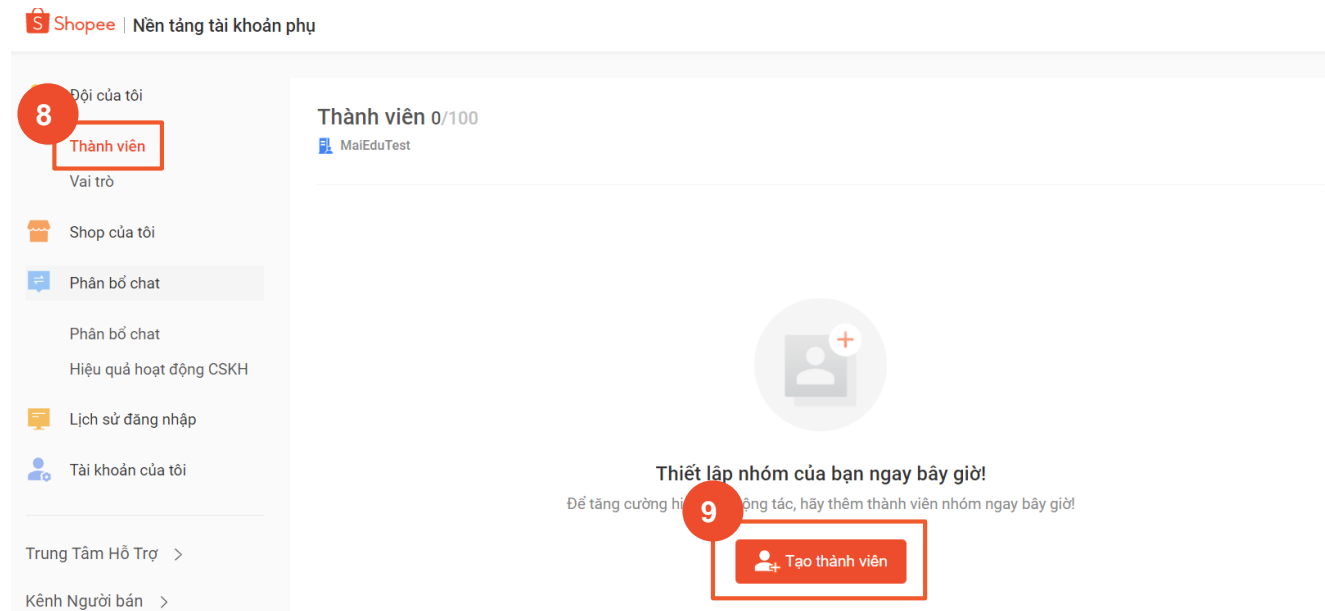 Shopee | Nền tảng tài khoản phụ
Đội của tôi
8
Thành viên
Vai trò
Shop của tôi
Phân bổ chat
Phân bổ chat
Hiệu quả hoạt động CSKH
Lịch sử đăng nhập
Tài khoản của tôi
Trung Tâm Hỗ Trợ >
Kênh Người bán >
Thành viên 0/100
MaiEduTest
Thiết lập nhóm của bạn ngay bây giờ!
Để tăng cường tác, hãy thêm thành viên nhóm ngay bây giờ!
9
Tạo thành viên